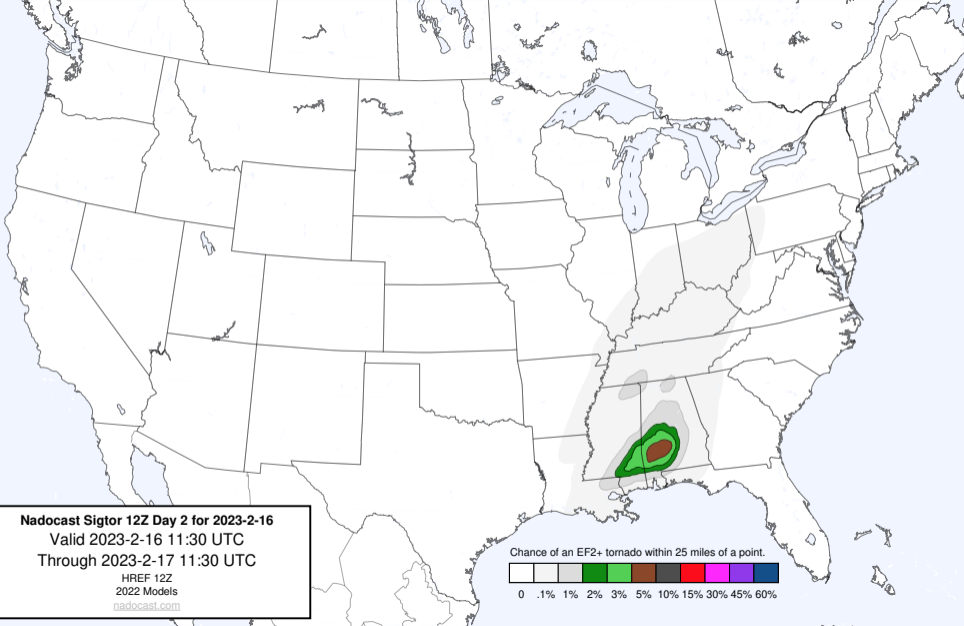 Nadocast Sigtor 12Z Day 2 for 2023-2-16
Valid 2023-2-16 11:30 UTC
Through 2023-2-17 11:30 UTC
HREF 12Z
2022 Models
nadocast.com
Chance of an EF2+ tornado within 25 miles of a point.
0 .1% 1% 2% 3% 5% 10% 15% 30% 45% 60%